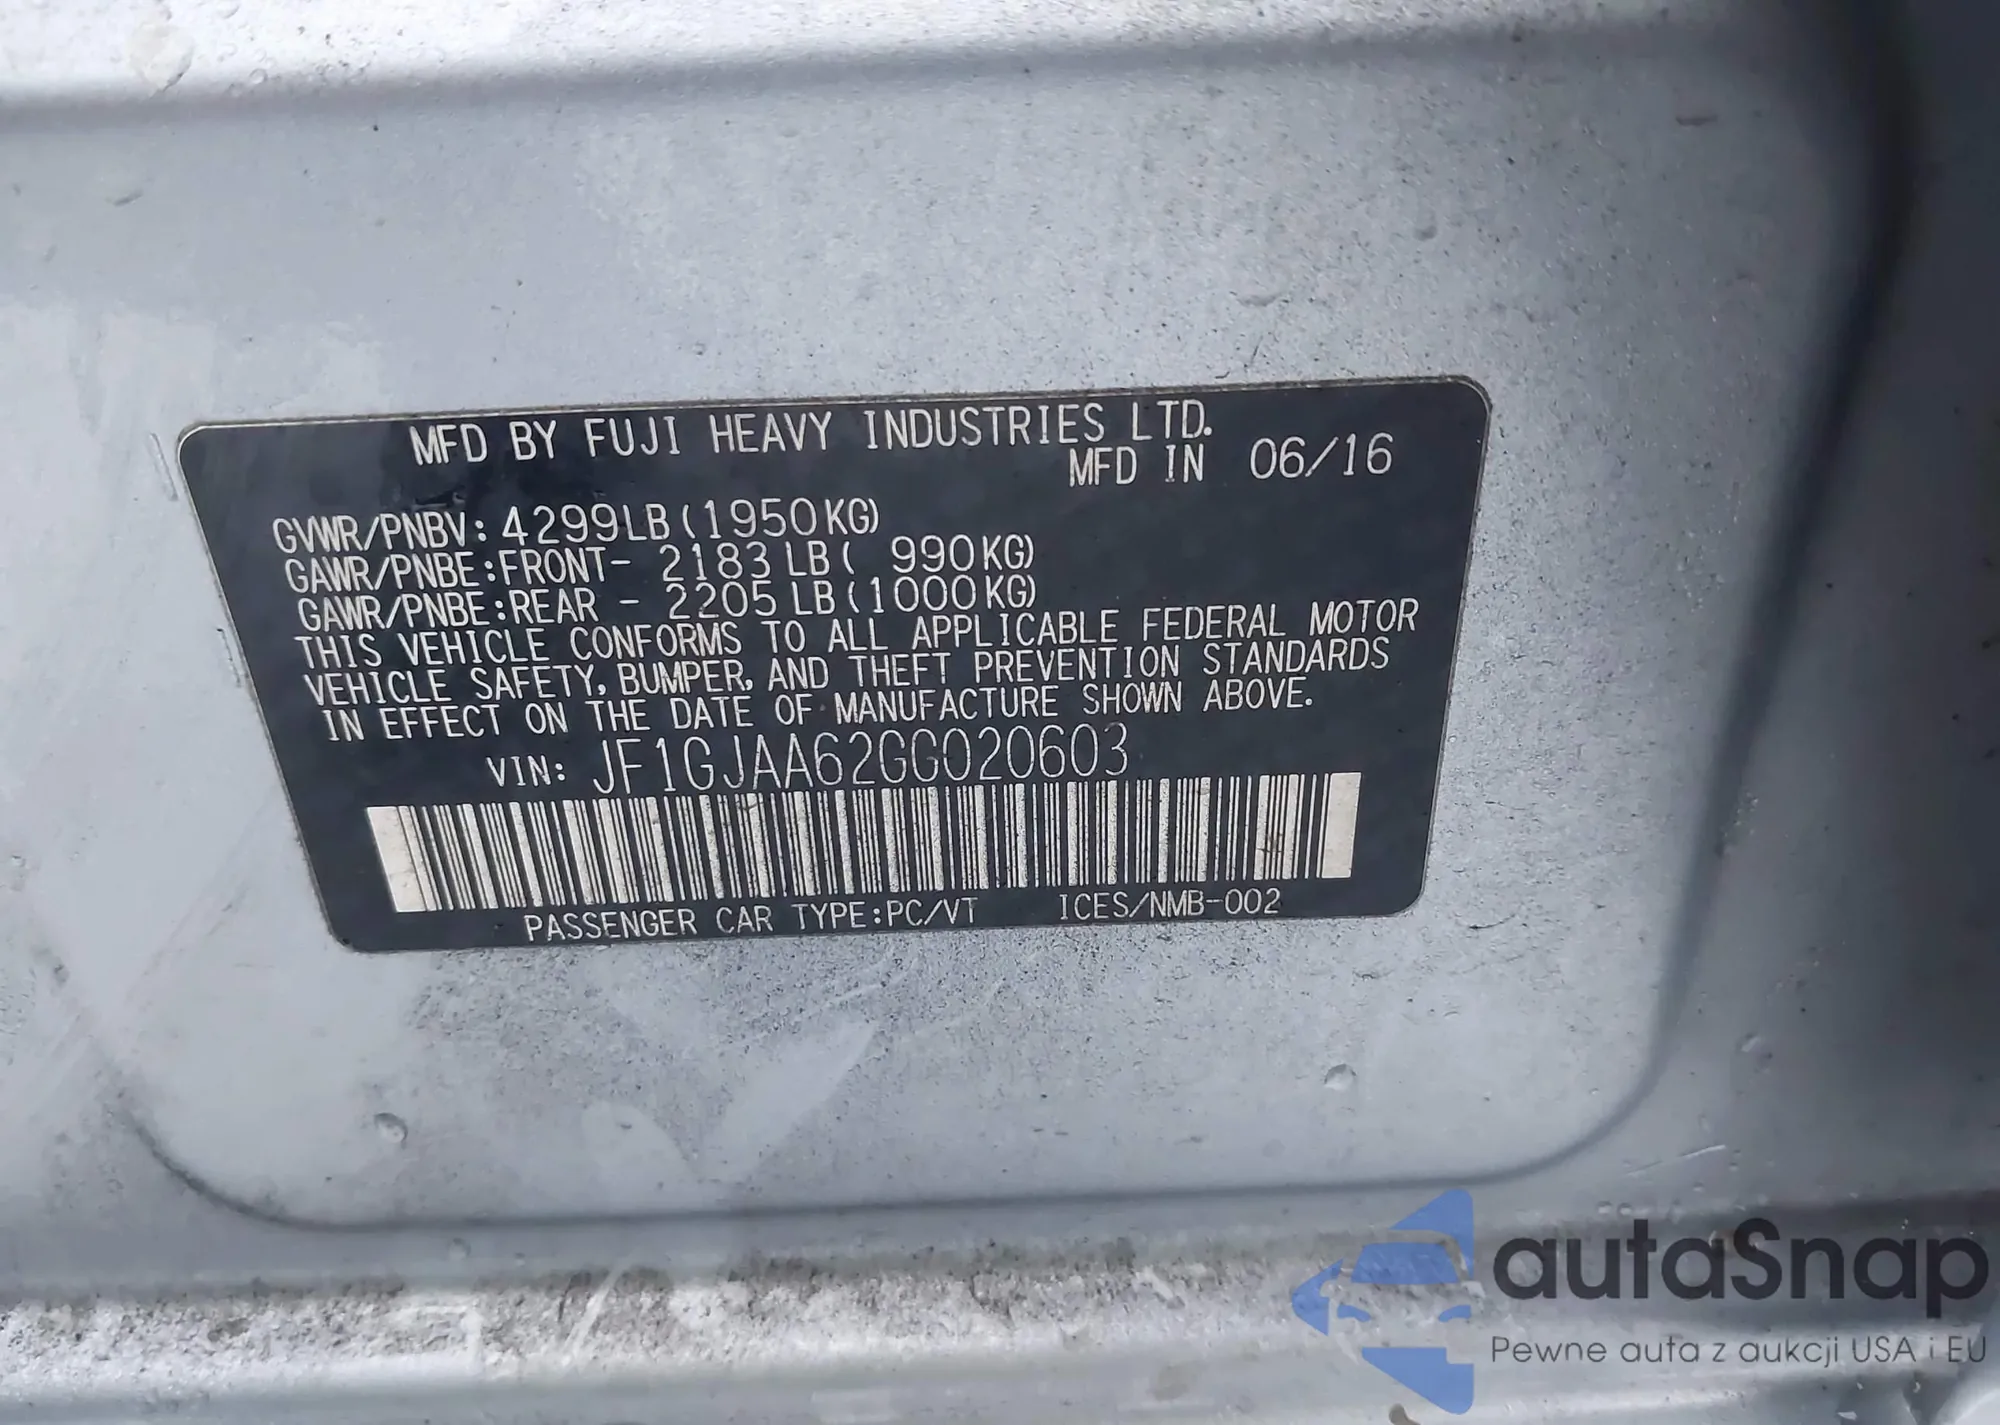 MFD BY FUJI HEAVY INDUSTRIES LTD.
MFD IN 06/16
GVWR/PNBV: 4299LB (1950KG)
GAWR/PNBE:FRONT- 2183LB ( 990KG)
GAWR/PNBE:REAR - 2205LB (1000KG)
THIS VEHICLE CONFORMS TO ALL APPLICABLE FEDERAL MOTOR
VEHICLE SAFETY, BUMPER, AND THEFT PREVENTION STANDARDS
IN EFFECT ON THE DATE OF MANUFACTURE SHOWN ABOVE.
VIN: JF1GJAA62GG020603
PASSENGER CAR TYPE:PC/VT ICES/NMB-002
autaSnap
Pewne auta z aukcji USA i EU